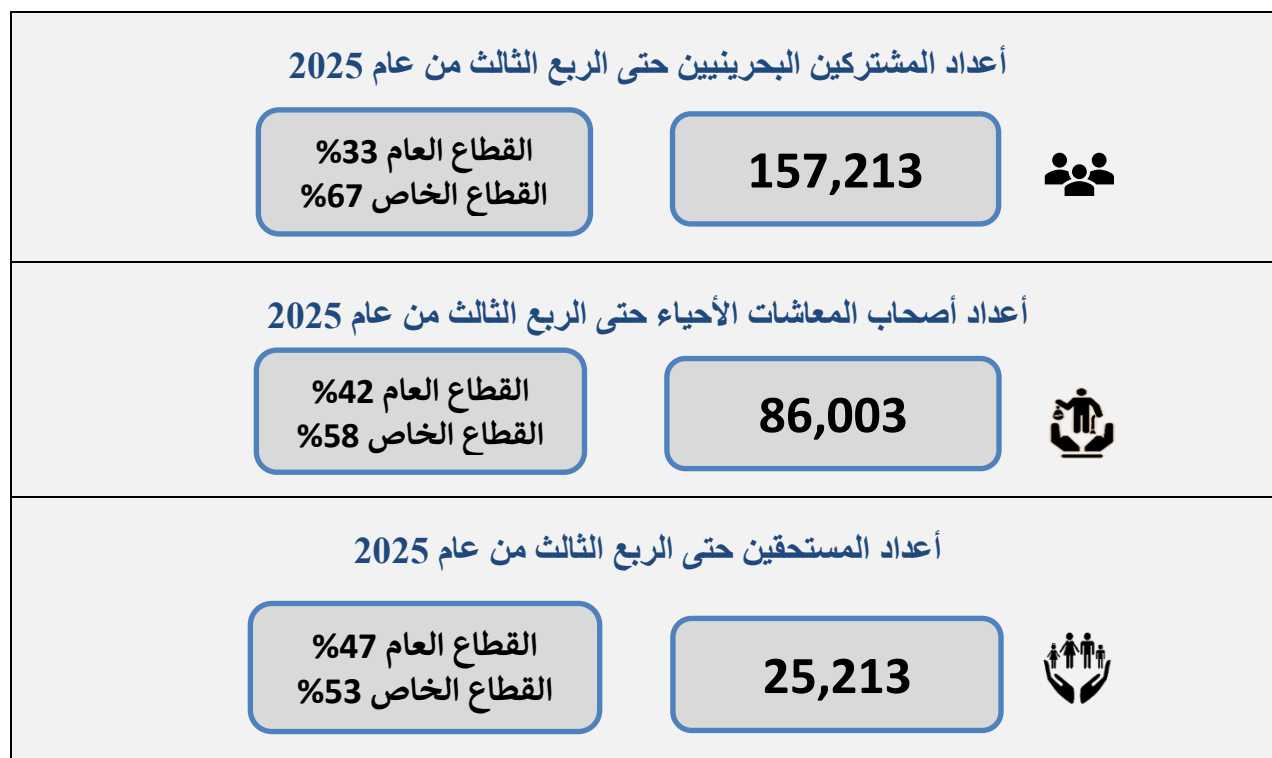 أعداد المشتركين البحرينيين حتى الربع الثالث من عام 2025
157,213
القطاع العام 33%
القطاع الخاص 67%
أعداد أصحاب المعاشات الأحياء حتى الربع الثالث من عام 2025
86,003
القطاع العام 42%
القطاع الخاص 58%
أعداد المستحقين حتى الربع الثالث من عام 2025
25,213
القطاع العام 47%
القطاع الخاص 53%